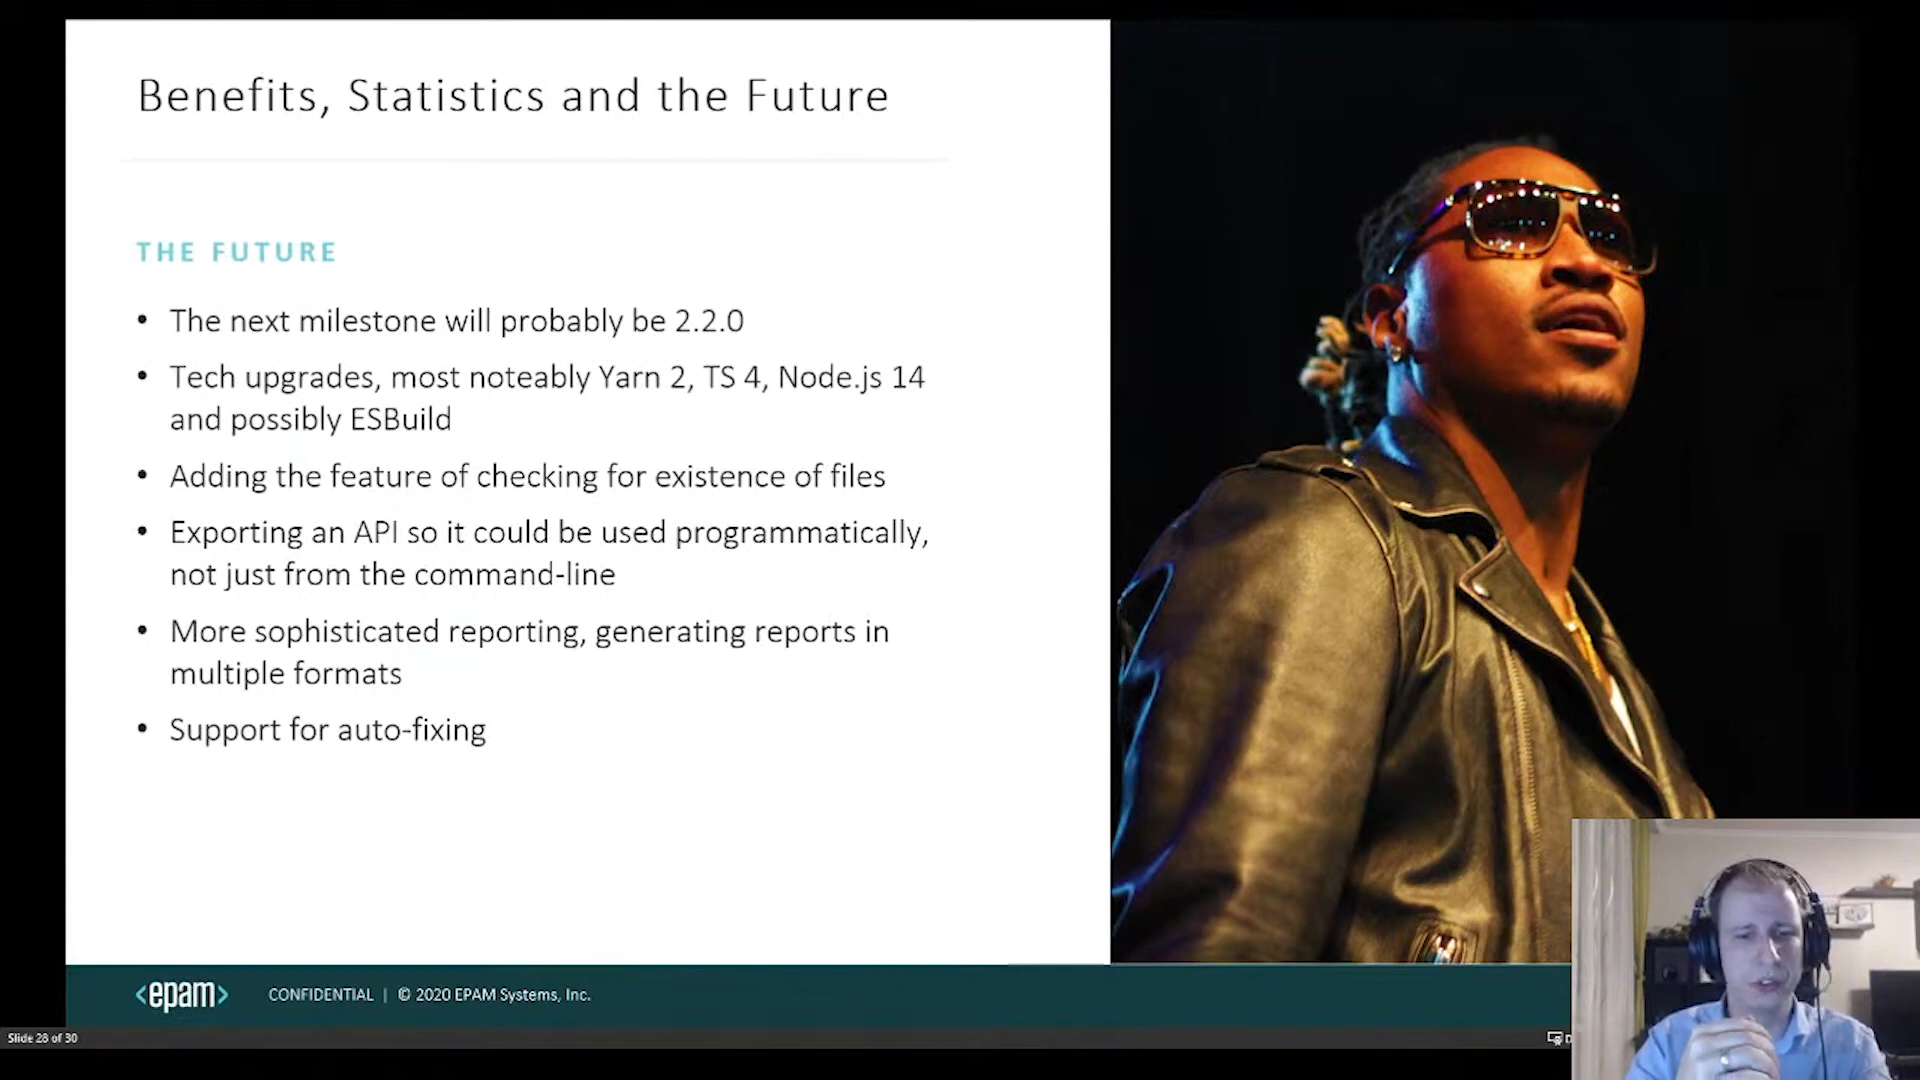 Benefits, Statistics and the Future
THE FUTURE
• The next milestone will probably be 2.2.0
• Tech upgrades, most noteably Yarn 2, TS 4, Node.js 14
and possibly ESBuild
• Adding the feature of checking for existence of files
• Exporting an API so it could be used programmatically,
not just from the command-line
• More sophisticated reporting, generating reports in
multiple formats
• Support for auto-fixing
<epam> CONFIDENTIAL | © 2020 EPAM Systems, Inc.
Slide 28 of 30